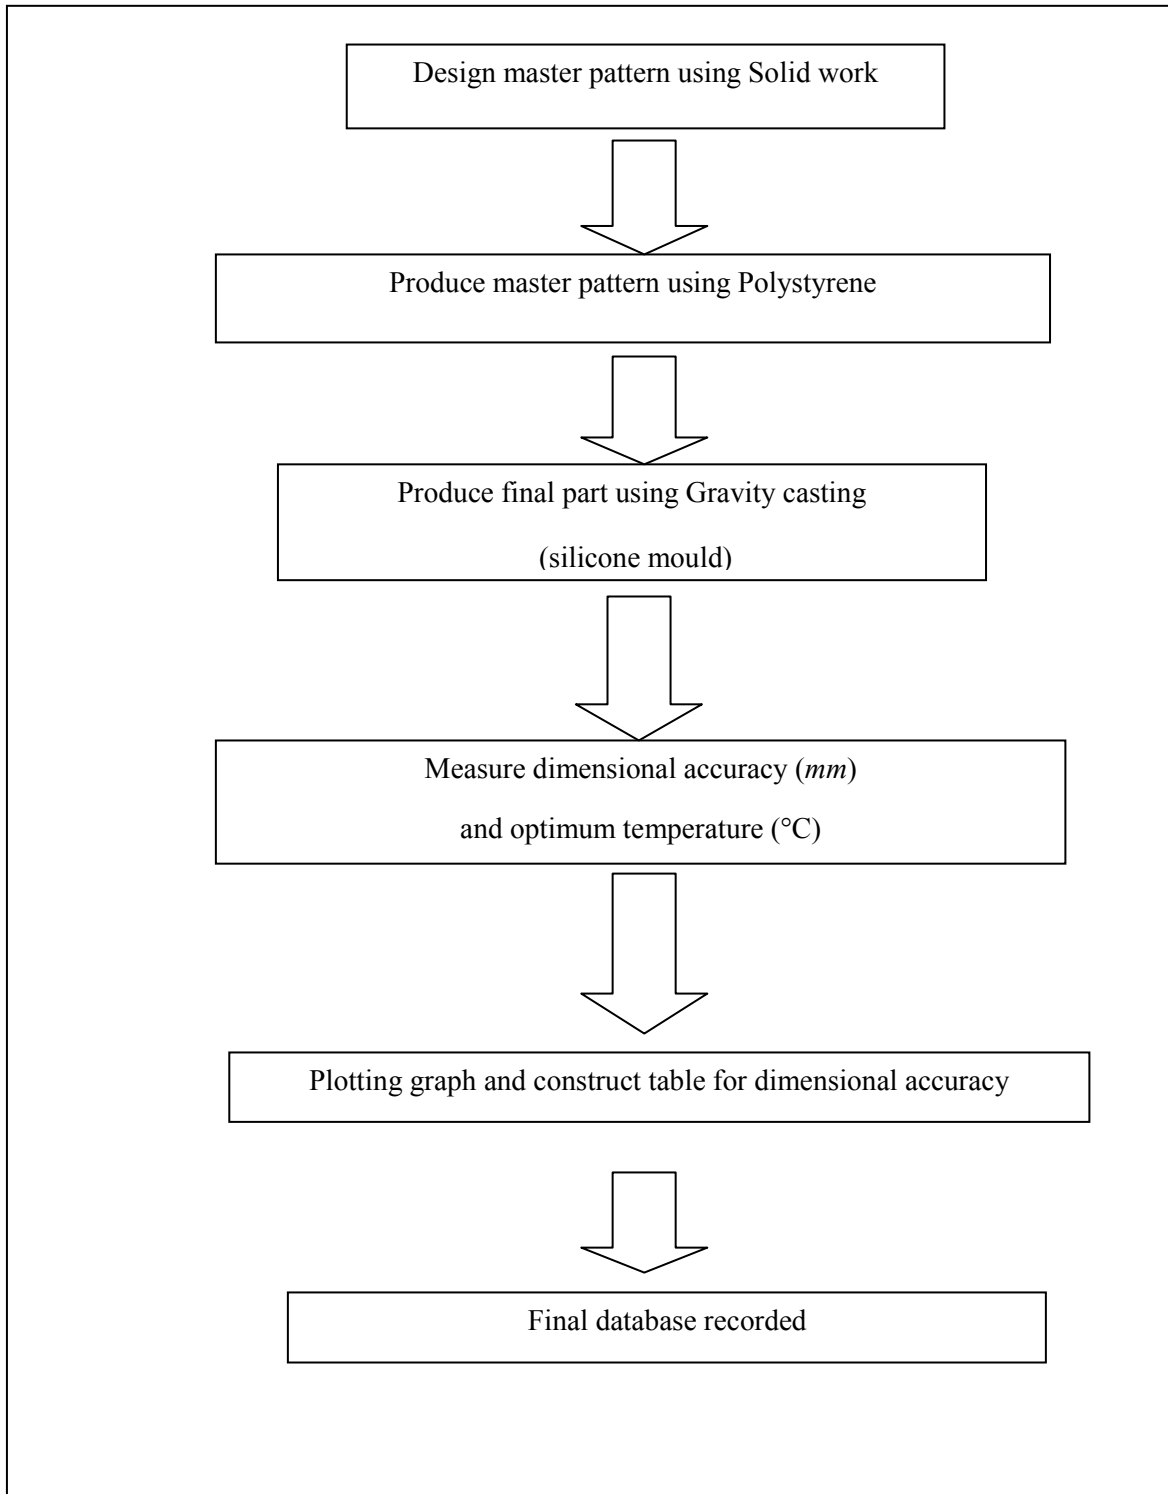 Design master pattern using Solid work
Produce master pattern using Polystyrene
Produce final part using Gravity casting
(silicone mould)
Measure dimensional accuracy (mm)
and optimum temperature (°C)
Plotting graph and construct table for dimensional accuracy
Final database recorded